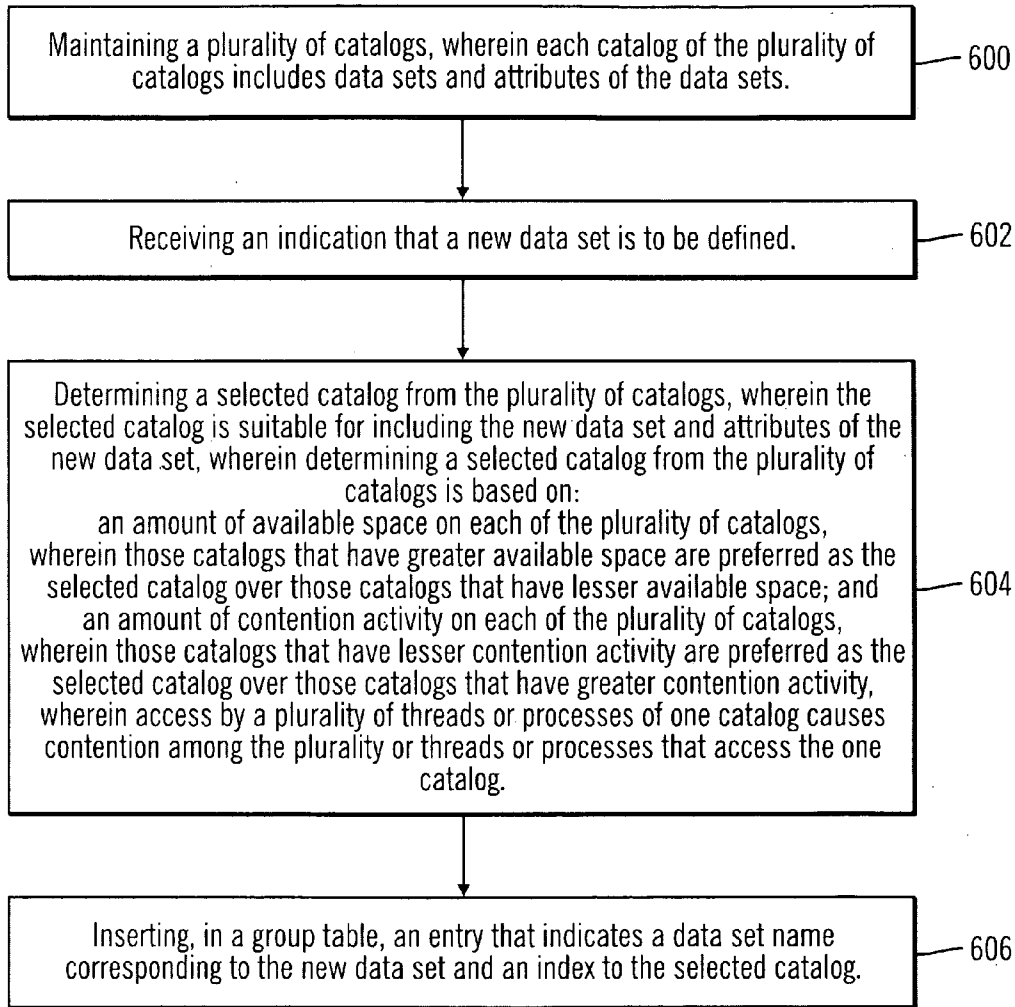 Maintaining a plurality of catalogs, wherein each catalog of the plurality of
catalogs includes data sets and attributes of the data sets.
600
Receiving an indication that a new data set is to be defined.
602
Determining a selected catalog from the plurality of catalogs, wherein the
selected catalog is suitable for including the new data set and attributes of the
new data set, wherein determining a selected catalog from the plurality of
catalogs is based on:
an amount of available space on each of the plurality of catalogs,
wherein those catalogs that have greater available space are preferred as the
selected catalog over those catalogs that have lesser available space; and
an amount of contention activity on each of the plurality of catalogs,
wherein those catalogs that have lesser contention activity are preferred as the
selected catalog over those catalogs that have greater contention activity,
wherein access by a plurality of threads or processes of one catalog causes
contention among the plurality or threads or processes that access the one
catalog.
604
Inserting, in a group table, an entry that indicates a data set name
corresponding to the new data set and an index to the selected catalog.
606